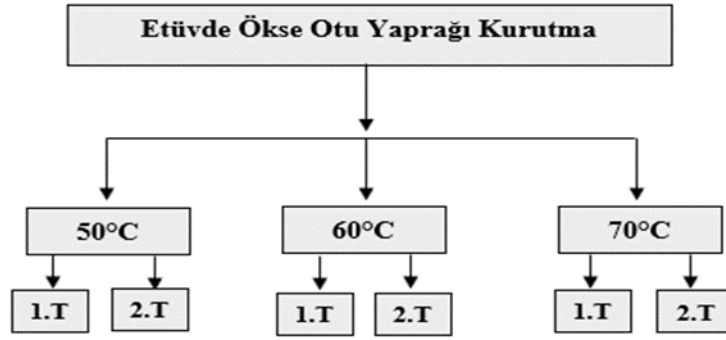 Etüvde Ökse Otu Yaprağı Kurutma
50°C
60°C
70°C
1.T
2.T
1.T
2.T
1.T
2.T